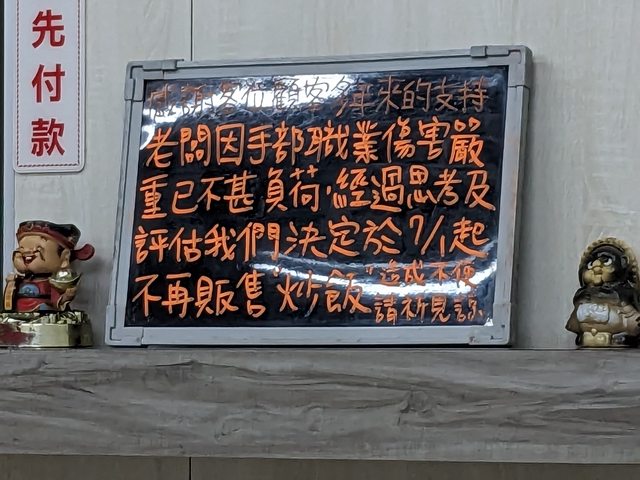 先付款
感謝各位顧客多年來的支持
老闆因手部職業傷害嚴
重已不甚負荷,經過思考及
評估我們決定於7/1起
不再販售"炒飯"造成不便
請祈見諒